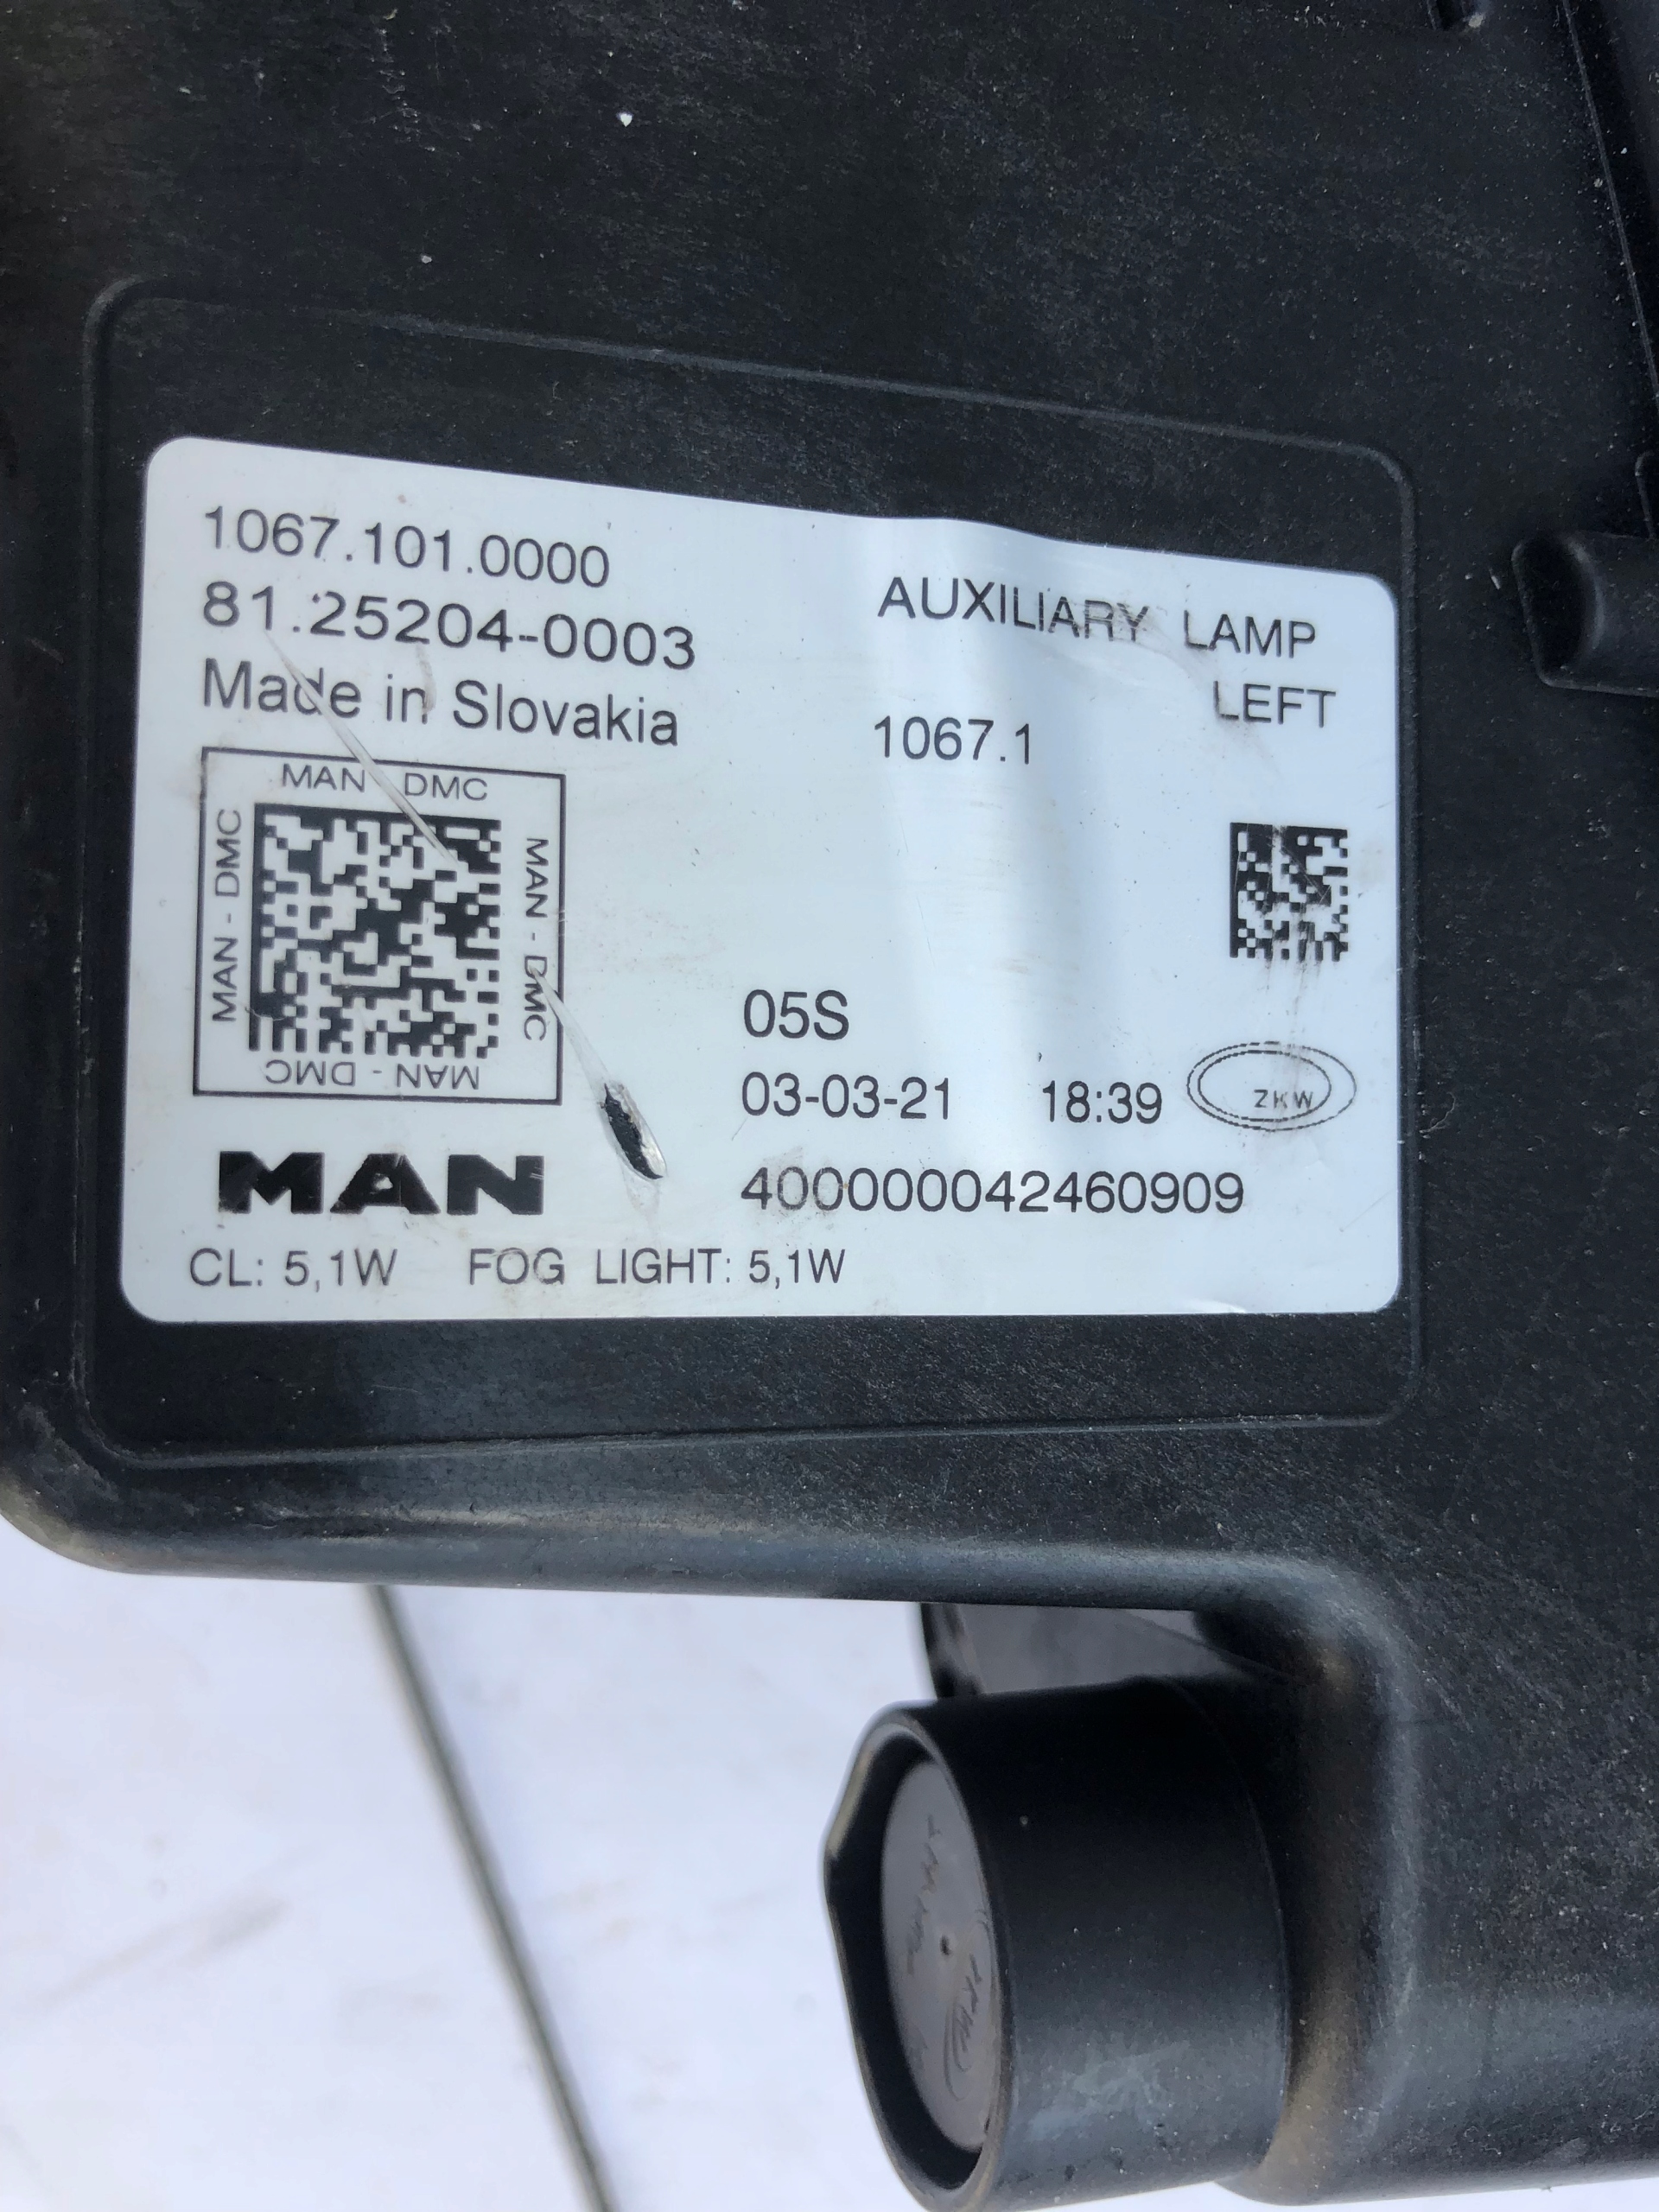 1067.101.0000
81.25204-0003
Made in Slovakia
AUXILIARY LAMP
LEFT
1067.1
MAN DMC
MAN - DMC
MAN - DMC
MAN - DMC
05S
03-03-21 18:39
ZKW
MAN
400000042460909
CL: 5,1W FOG LIGHT: 5,1W